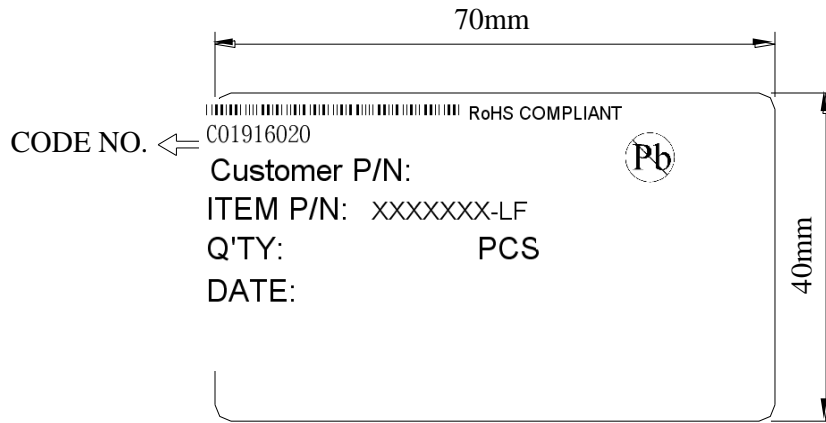 70mm
RoHS COMPLIANT
CODE NO. C01916020
Pb
Customer P/N:
ITEM P/N: XXXXXXX-LF
Q'TY: PCS
DATE:
40mm